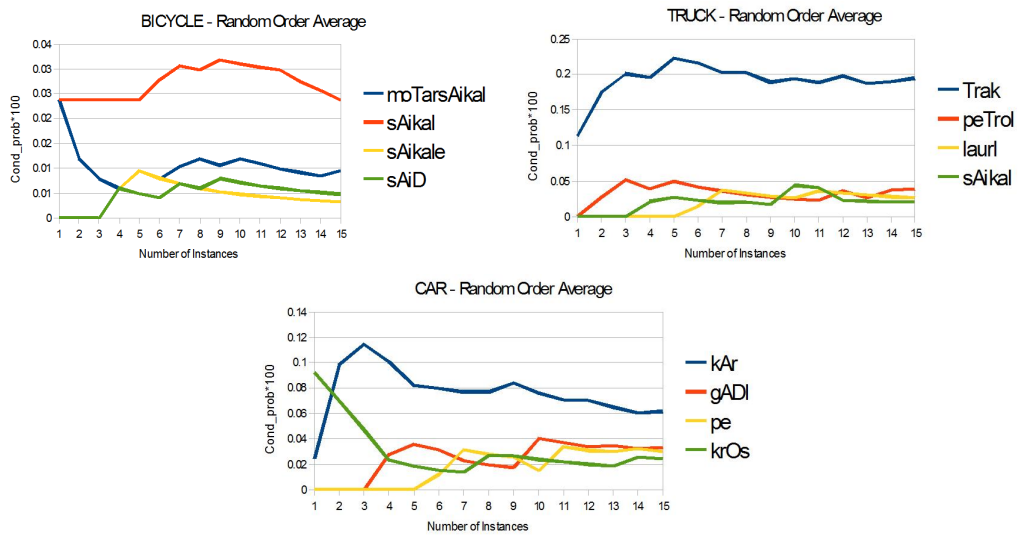 BICYCLE - Random Order Average
0.04
0.03
0.03
0.02
0.02
0.01
0.01
0
Cond_prob*100
1 2 3 4 5 6 7 8 9 10 11 12 13 14 15
Number of Instances
moTarsAikal
sAikal
sAikale
sAiD
TRUCK - Random Order Average
0.25
0.2
0.15
0.1
0.05
0
Cond_prob*100
1 2 3 4 5 6 7 8 9 10 11 12 13 14 15
Number of Instances
Trak
peTrol
laurI
sAikal
CAR - Random Order Average
0.14
0.12
0.1
0.08
0.06
0.04
0.02
0
Cond_prob*100
1 2 3 4 5 6 7 8 9 10 11 12 13 14 15
Number of Instances
kAr
gADI
pe
krOs